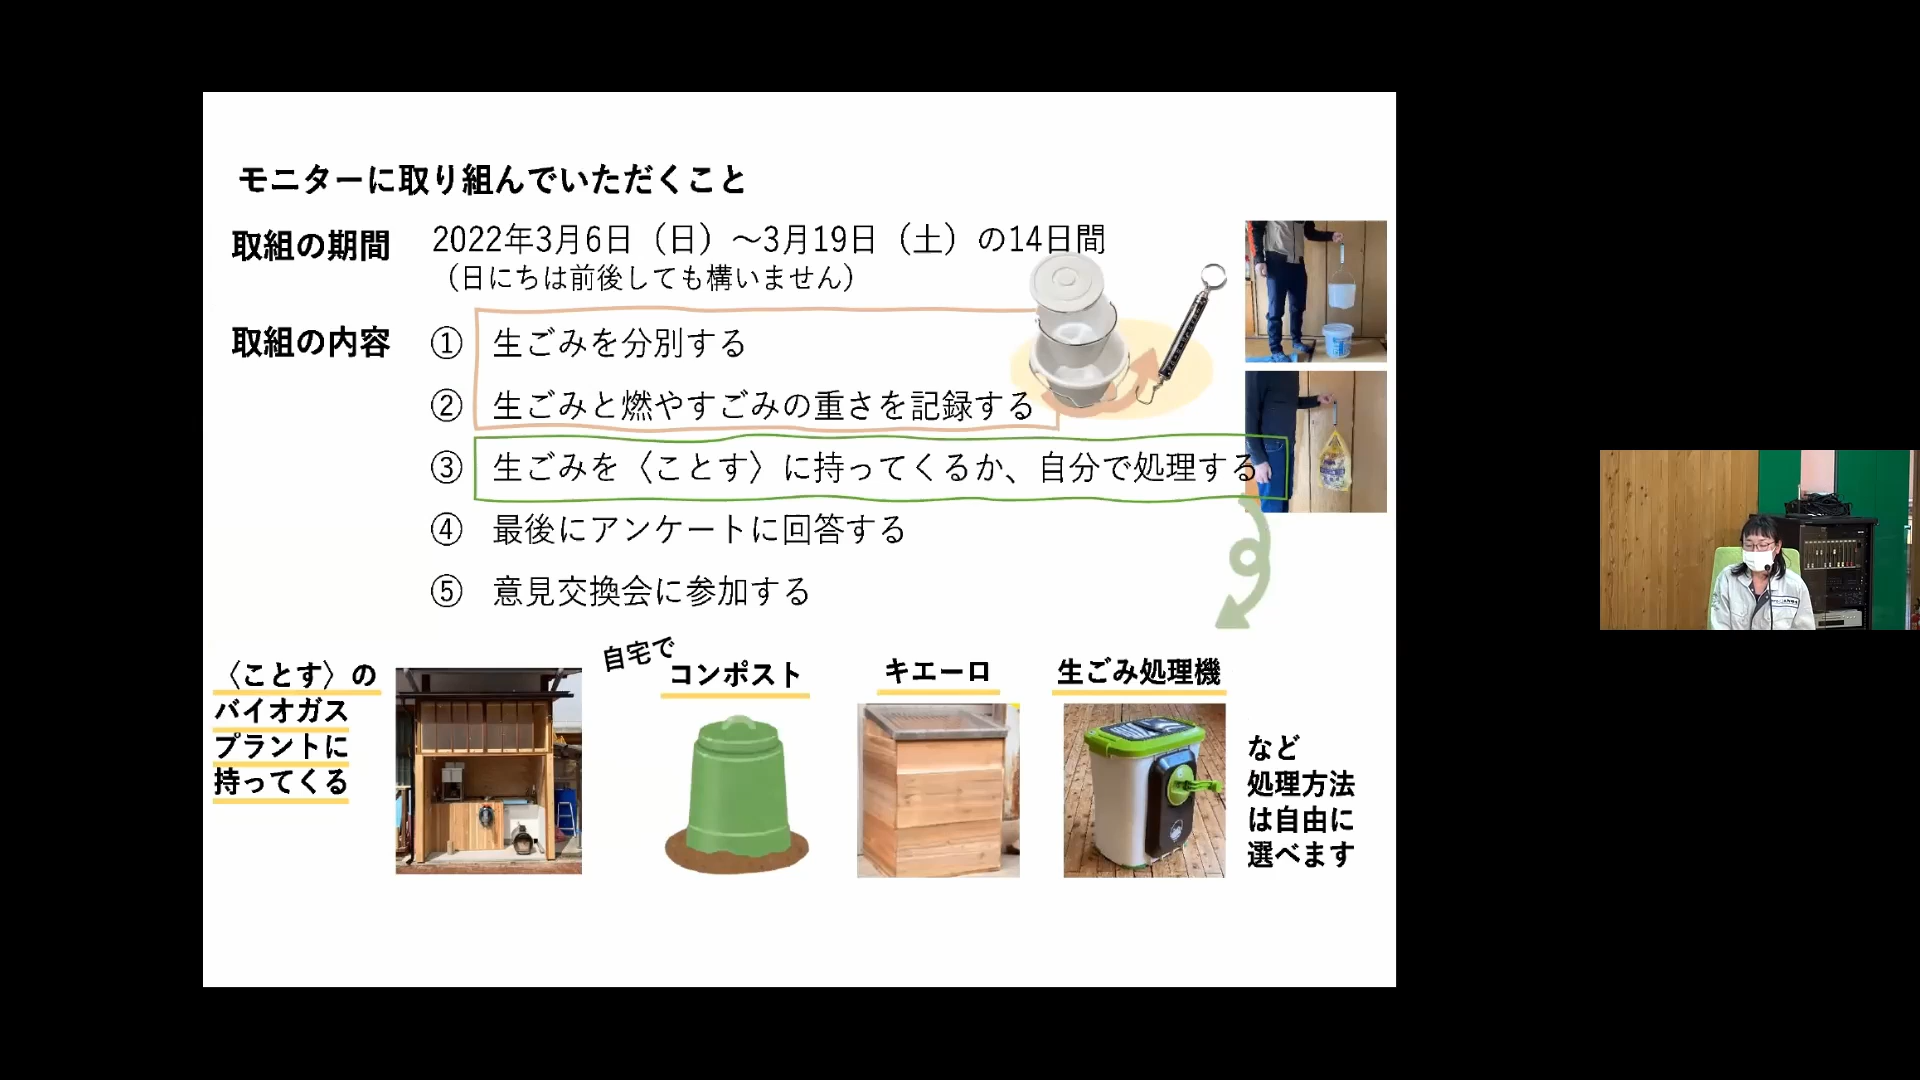 モニターに取り組んでいただくこと
取組の期間 2022年3月6日（日）～3月19日（土）の14日間
（日にちは前後しても構いません）
取組の内容 ① 生ごみを分別する
② 生ごみと燃やすごみの重さを記録する
③ 生ごみを〈ことす〉に持ってくるか、自分で処理する
④ 最後にアンケートに回答する
⑤ 意見交換会に参加する
〈ことす〉の
バイオガス
プラントに
持ってくる
自宅で
コンポスト
キエーロ
生ごみ処理機
など
処理方法
は自由に
選べます